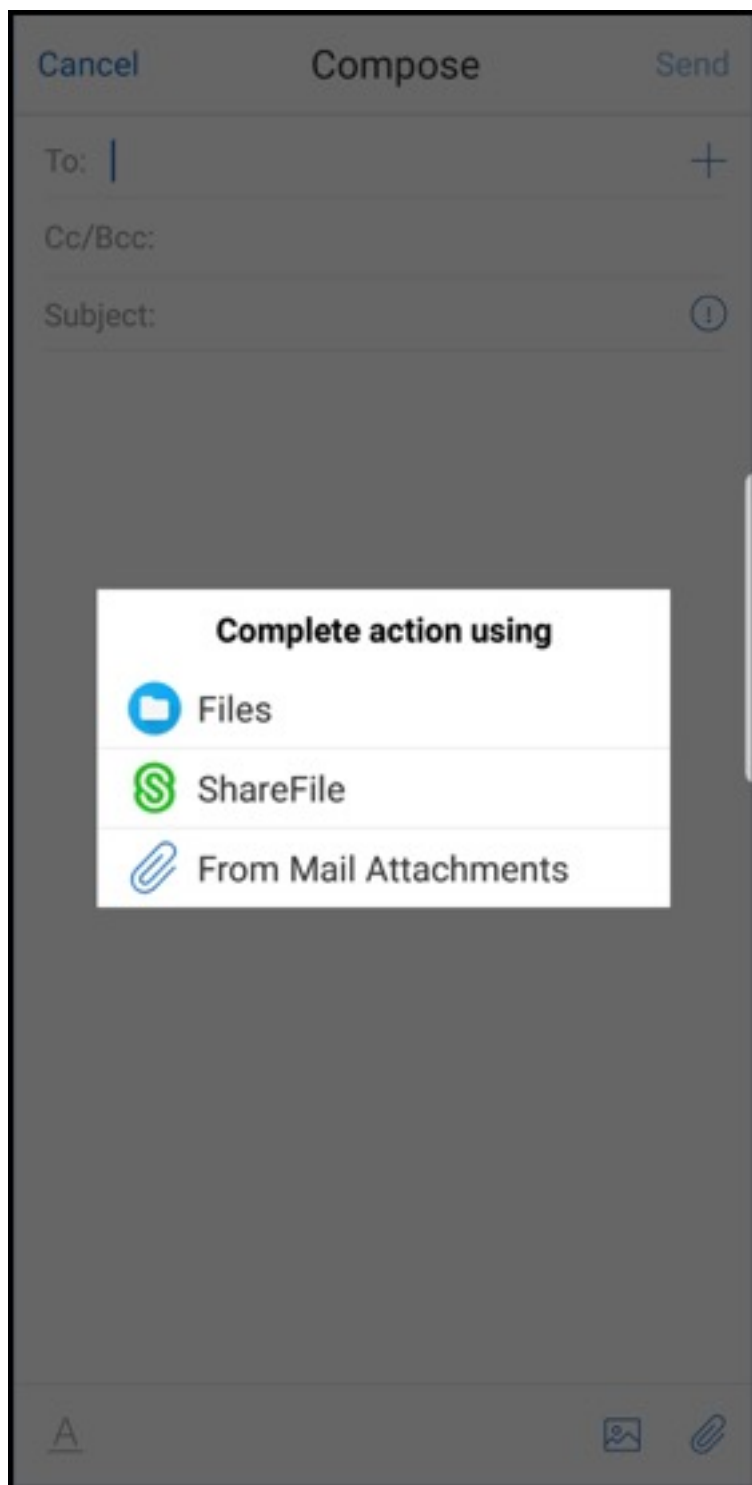 Cancel Compose Send
To:
Cc/Bcc:
Subject:
Complete action using
Files
ShareFile
From Mail Attachments
A